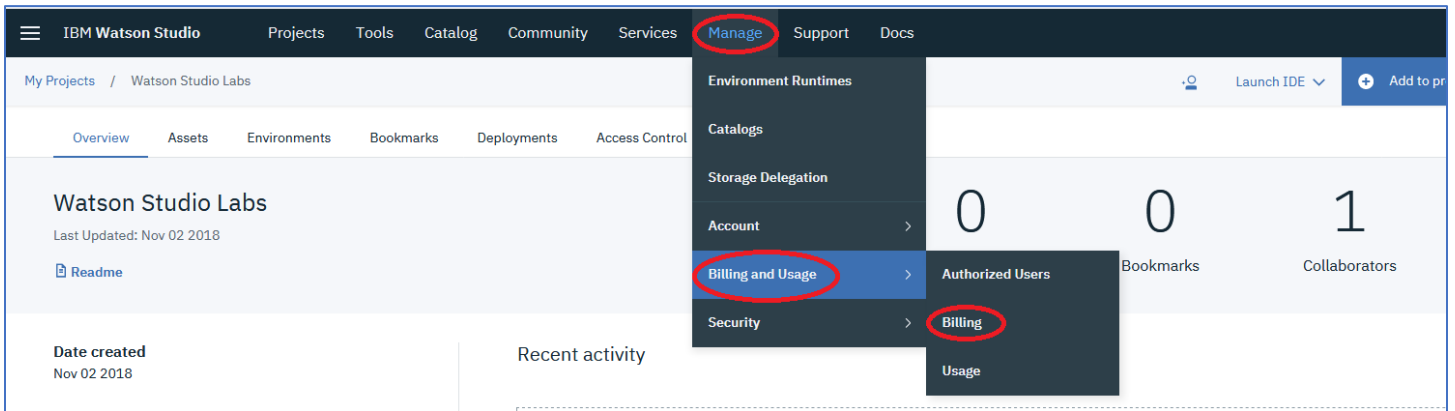 IBM Watson Studio Projects Tools Catalog Community Services Manage Support Docs
My Projects / Watson Studio Labs Launch IDE Add to pr
Overview Assets Environments Bookmarks Deployments Access Control
Environment Runtimes
Catalogs
Storage Delegation
Account
Billing and Usage
Security
Authorized Users
Billing
Usage
Watson Studio Labs
Last Updated: Nov 02 2018
Readme
0
0
Bookmarks
1
Collaborators
Date created
Nov 02 2018
Recent activity